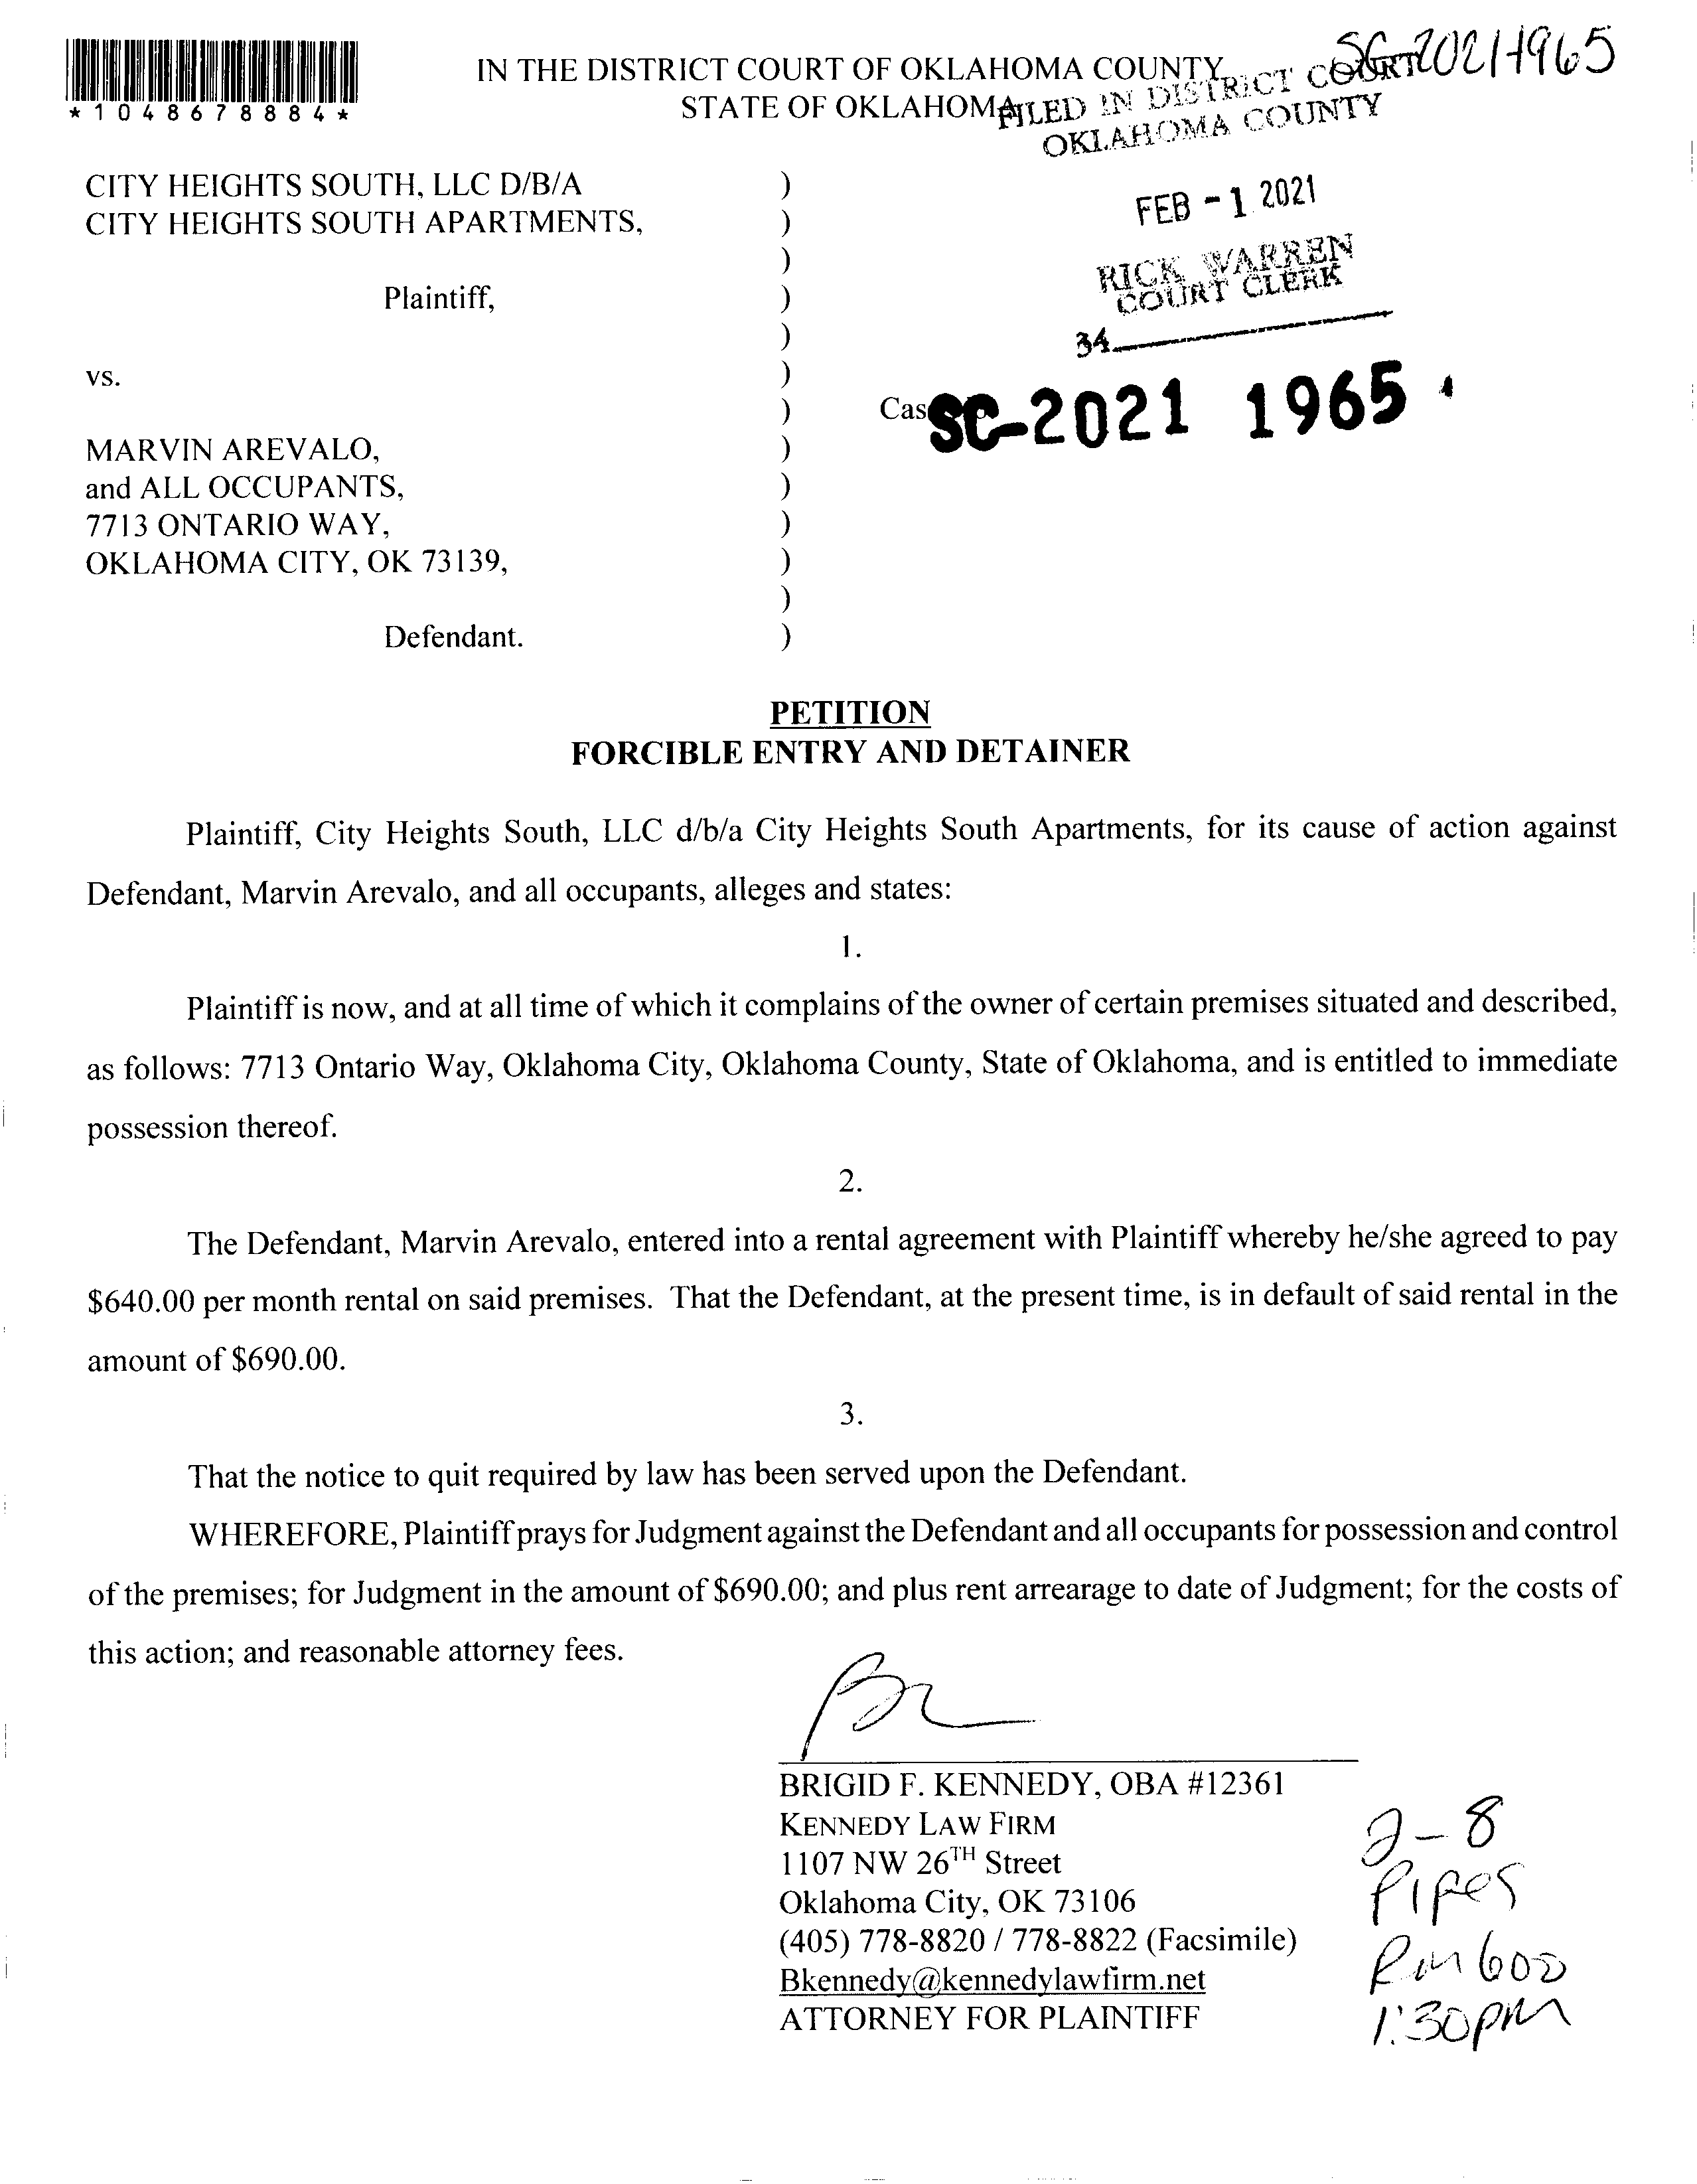 *1048678884*
SC-2021-1965
IN THE DISTRICT COURT OF OKLAHOMA COUNTY
STATE OF OKLAHOMA
FILED IN DISTRICT COURT
OKLAHOMA COUNTY
FEB -1 2021
RICK WARREN
COURT CLERK
34
CITY HEIGHTS SOUTH, LLC D/B/A )
CITY HEIGHTS SOUTH APARTMENTS, )
)
Plaintiff, )
)
vs. )
) Cas SC-2021 1965
MARVIN AREVALO, )
and ALL OCCUPANTS, )
7713 ONTARIO WAY, )
OKLAHOMA CITY, OK 73139, )
)
Defendant. )
PETITION
FORCIBLE ENTRY AND DETAINER
Plaintiff, City Heights South, LLC d/b/a City Heights South Apartments, for its cause of action against
Defendant, Marvin Arevalo, and all occupants, alleges and states:
1.
Plaintiff is now, and at all time of which it complains of the owner of certain premises situated and described,
as follows: 7713 Ontario Way, Oklahoma City, Oklahoma County, State of Oklahoma, and is entitled to immediate
possession thereof.
2.
The Defendant, Marvin Arevalo, entered into a rental agreement with Plaintiff whereby he/she agreed to pay
$640.00 per month rental on said premises. That the Defendant, at the present time, is in default of said rental in the
amount of $690.00.
3.
That the notice to quit required by law has been served upon the Defendant.
WHEREFORE, Plaintiff prays for Judgment against the Defendant and all occupants for possession and control
of the premises; for Judgment in the amount of $690.00; and plus rent arrearage to date of Judgment; for the costs of
this action; and reasonable attorney fees.
BRIGID F. KENNEDY, OBA #12361
KENNEDY LAW FIRM
1107 NW 26TH Street
Oklahoma City, OK 73106
(405) 778-8820 / 778-8822 (Facsimile)
Bkennedy@kennedylawfirm.net
ATTORNEY FOR PLAINTIFF
2-8
Pipes
Rm 600
1:30pm